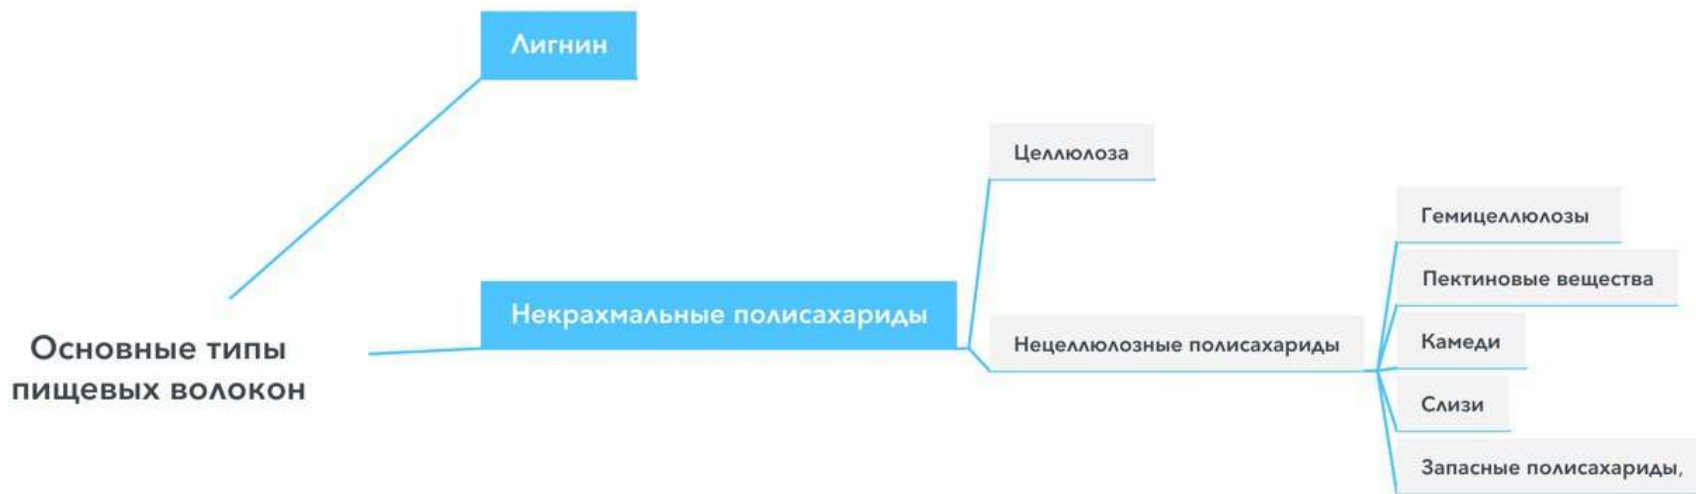 Лигнин
Целлюлоза
Гемицеллюлозы
Пектиновые вещества
Некрахмальные полисахариды
Нецеллюлозные полисахариды
Камеди
Основные типы
пищевых волокон
Слизи
Запасные полисахариды,